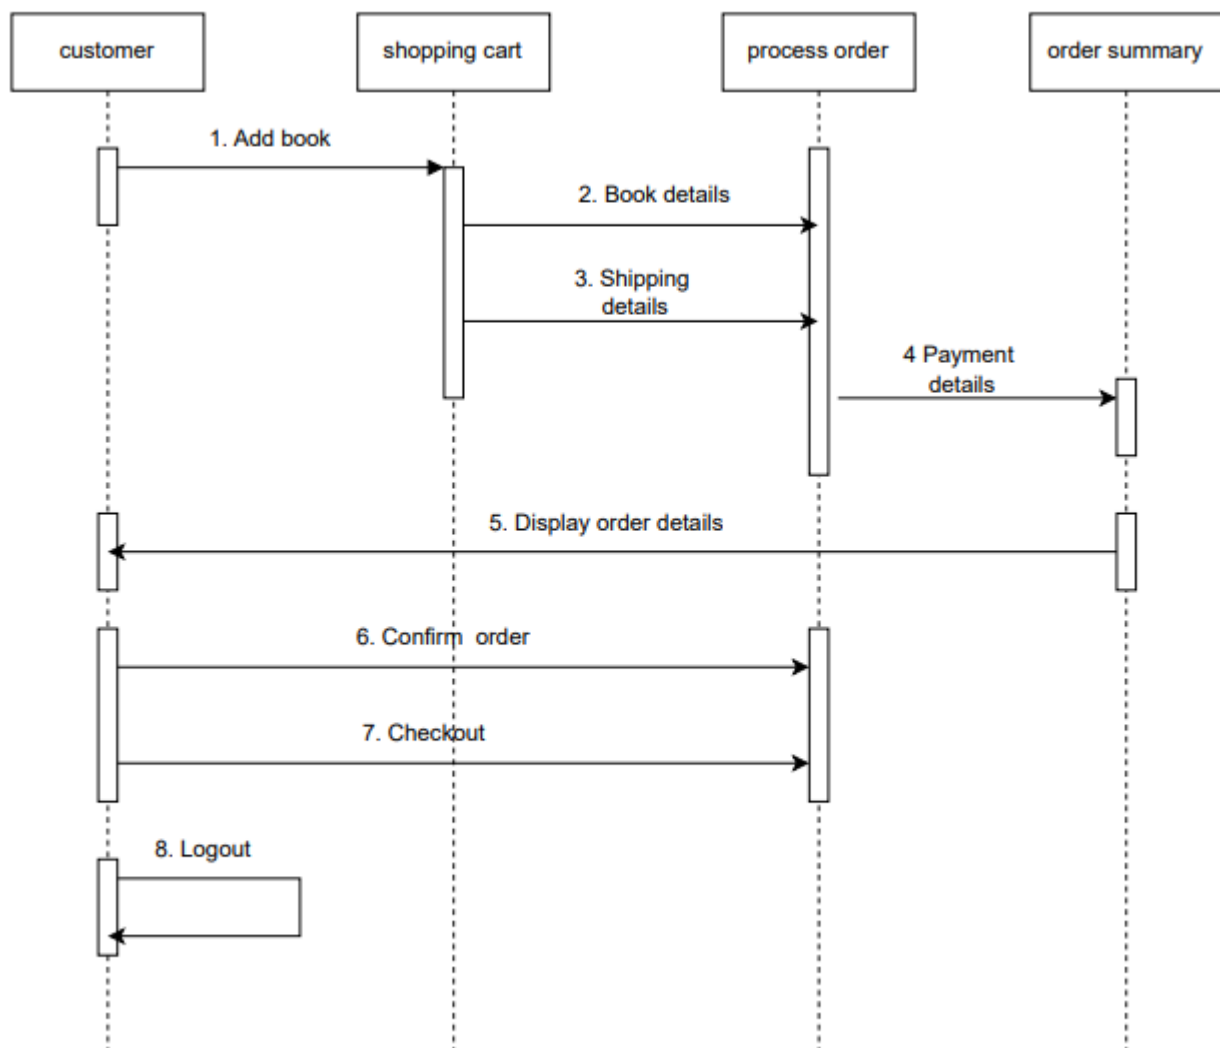 customer
shopping cart
process order
order summary
1. Add book
2. Book details
3. Shipping
details
4 Payment
details
5. Display order details
6. Confirm  order
7. Checkout
8. Logout